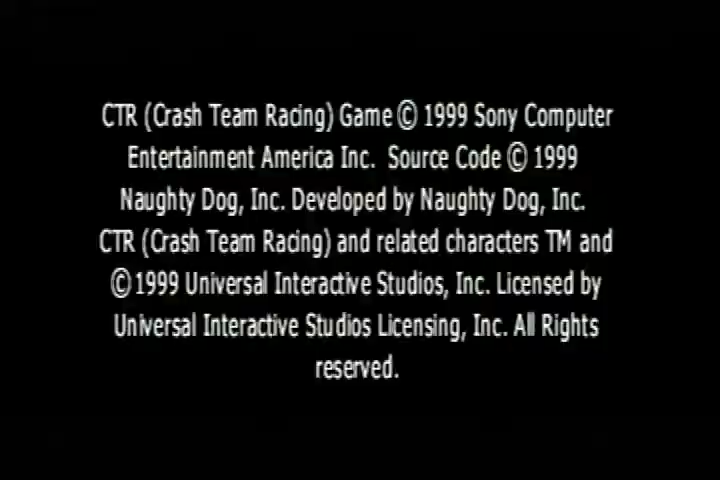 CTR (Crash Team Racing) Game © 1999 Sony Computer
Entertainment America Inc. Source Code © 1999
Naughty Dog, Inc. Developed by Naughty Dog, Inc.
CTR (Crash Team Racing) and related characters TM and
© 1999 Universal Interactive Studios, Inc. Licensed by
Universal Interactive Studios Licensing, Inc. All Rights
reserved.